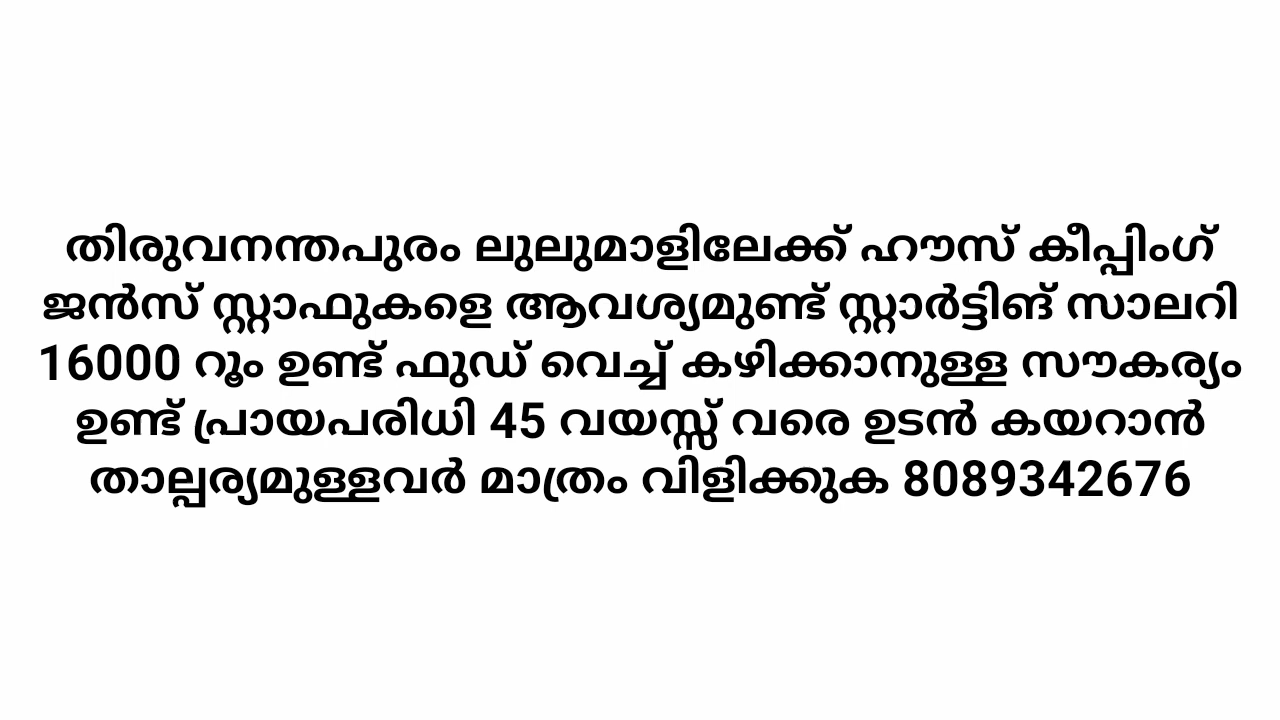 തിരുവനന്തപുരം ലുലുമാളിലേക്ക് ഹൗസ് കീപ്പിംഗ്
ജൻസ് സ്റ്റാഫുകളെ ആവശ്യമുണ്ട് സ്റ്റാർട്ടിങ് സാലറി
16000 റൂം ഉണ്ട് ഫുഡ് വെച്ച് കഴിക്കാനുള്ള സൗകര്യം
ഉണ്ട് പ്രായപരിധി 45 വയസ്സ് വരെ ഉടൻ കയറാൻ
താല്പര്യമുള്ളവർ മാത്രം വിളിക്കുക 8089342676